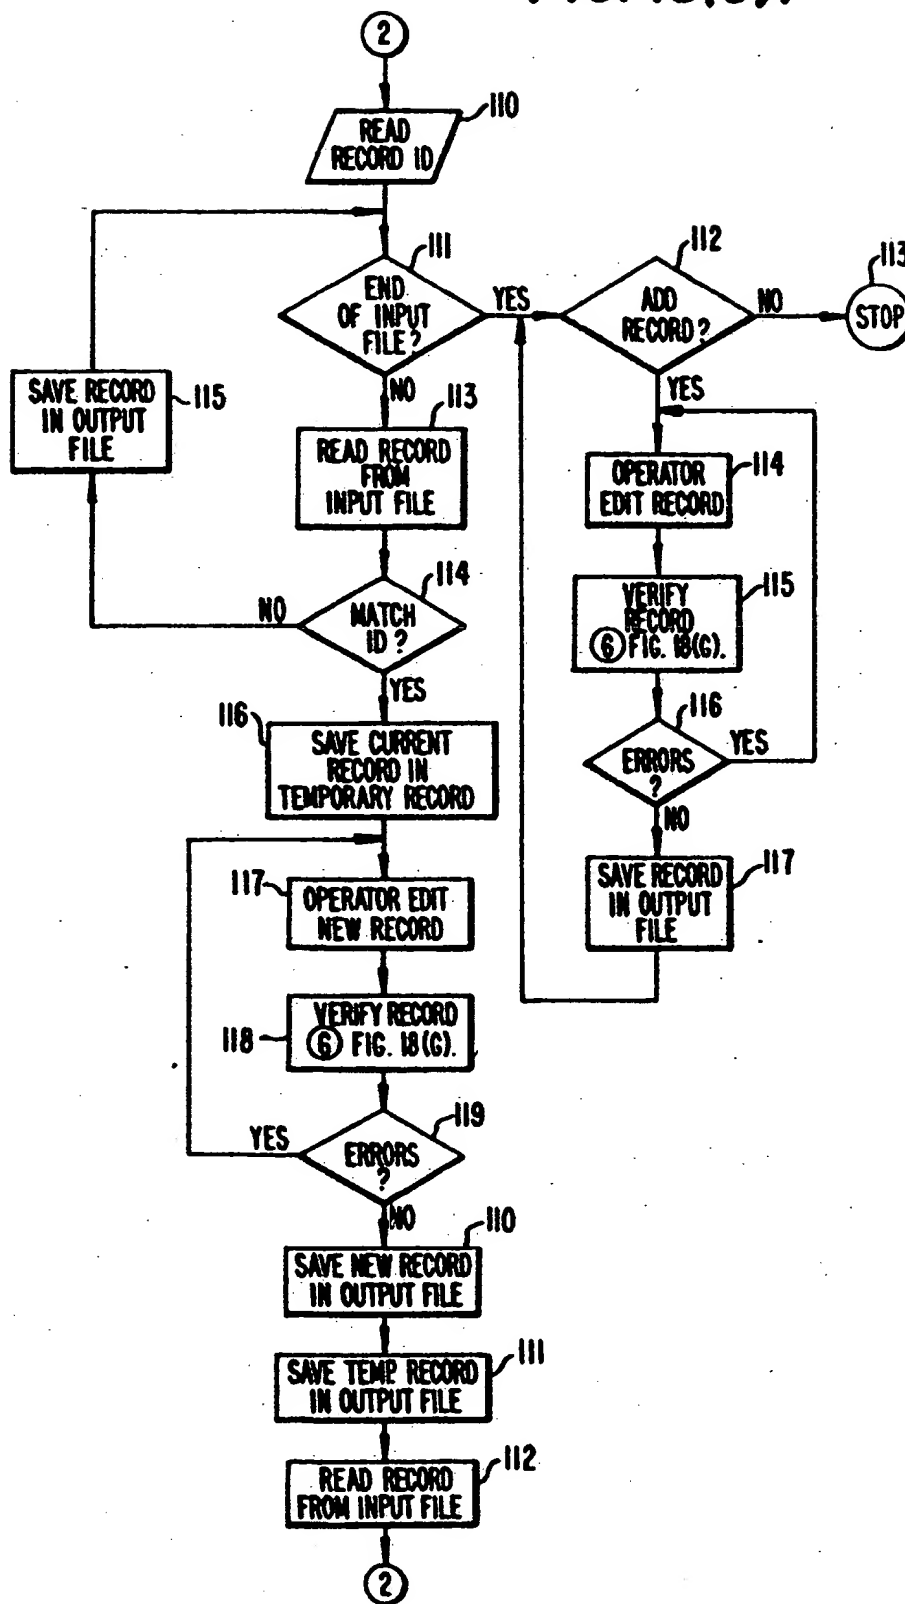 2
110
READ
RECORD ID
111
END
OF INPUT
FILE?
YES
112
ADD
RECORD?
NO
113
STOP
NO
YES
SAVE RECORD
IN OUTPUT
FILE
115
113
READ RECORD
FROM
INPUT FILE
114
OPERATOR
EDIT RECORD
114
MATCH
ID?
NO
YES
115
VERIFY
RECORD
6 FIG. 18(G).
116
SAVE CURRENT
RECORD IN
TEMPORARY RECORD
116
ERRORS
?
YES
NO
117
OPERATOR EDIT
NEW RECORD
117
SAVE RECORD
IN OUTPUT
FILE
118
VERIFY RECORD
6 FIG. 18(G).
119
ERRORS
?
YES
NO
110
SAVE NEW RECORD
IN OUTPUT FILE
111
SAVE TEMP. RECORD
IN OUTPUT FILE
112
READ RECORD
FROM INPUT FILE
2